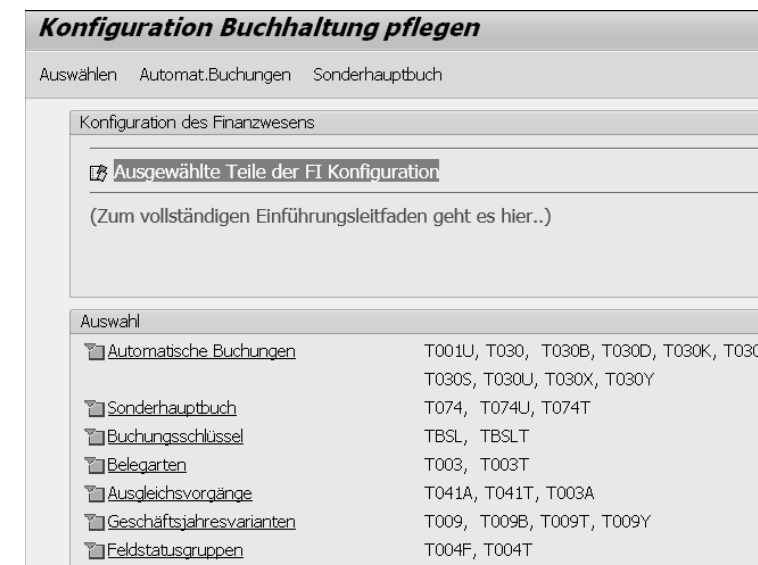 Konfiguration Buchhaltung pflegen
Auswählen Automat.Buchungen Sonderhauptbuch
Konfiguration des Finanzwesens
Ausgewählte Teile der FI Konfiguration
(Zum vollständigen Einführungsleitfaden geht es hier..)
Auswahl
Automatische Buchungen T001U, T030, T030B, T030D, T030K,
T030S, T030U, T030X, T030Y
Sonderhauptbuch T074, T074U, T074T
Buchungsschlüssel TBSL, TBSLT
Belegarten T003, T003T
Ausgleichsvorgänge T041A, T041T, T003A
Geschäftsjahresvarianten T009, T009B, T009T, T009Y
Feldstatusgruppen T004F, T004T